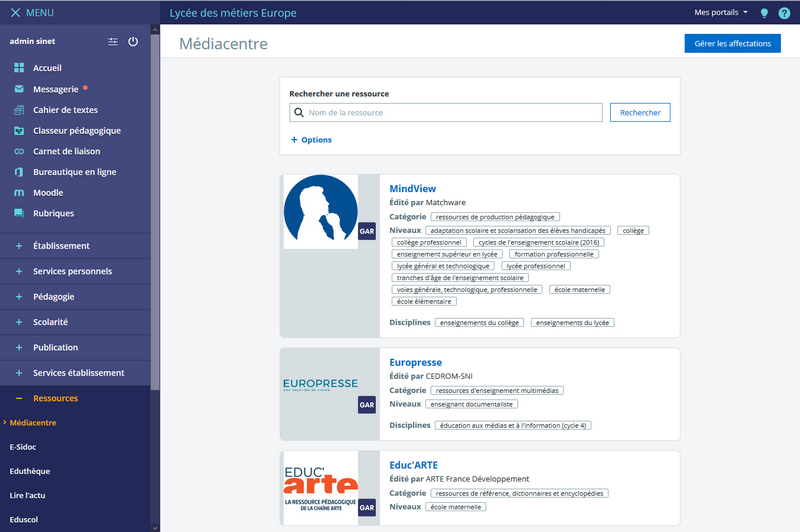 MENU
Lycée des métiers Europe
Mes portails
?
admin sinet
Médiacentre
Gérer les affectations
Accueil
Messagerie
Cahier de textes
Classeur pédagogique
Carnet de liaison
Bureautique en ligne
Moodle
Rubriques
+ Établissement
+ Services personnels
+ Pédagogie
+ Scolarité
+ Publication
+ Services établissement
− Ressources
› Médiacentre
E-Sidoc
Eduthèque
Lire l'actu
Eduscol
Rechercher une ressource
Nom de la ressource
Rechercher
+ Options
GAR
MindView
Édité par Matchware
Catégorie ressources de production pédagogique
Niveaux adaptation scolaire et scolarisation des élèves handicapés collège
collège professionnel cycles de l'enseignement scolaire (2016)
enseignement supérieur en lycée formation professionnelle
lycée général et technologique lycée professionnel
tranches d'âge de l'enseignement scolaire
voies générale, technologique, professionnelle école maternelle
école élémentaire
Disciplines enseignements du collège enseignements du lycée
EUROPRESSE
GAR
Europresse
Édité par CEDROM-SNI
Catégorie ressources d'enseignement multimédias
Niveaux enseignant documentaliste
Disciplines éducation aux médias et à l'information (cycle 4)
EDUC'
arte
LA RESSOURCE PÉDAGOGIQUE
DE LA CHAÎNE ARTE
GAR
Educ'ARTE
Édité par ARTE France Développement
Catégorie ressources de référence, dictionnaires et encyclopédies
Niveaux école maternelle